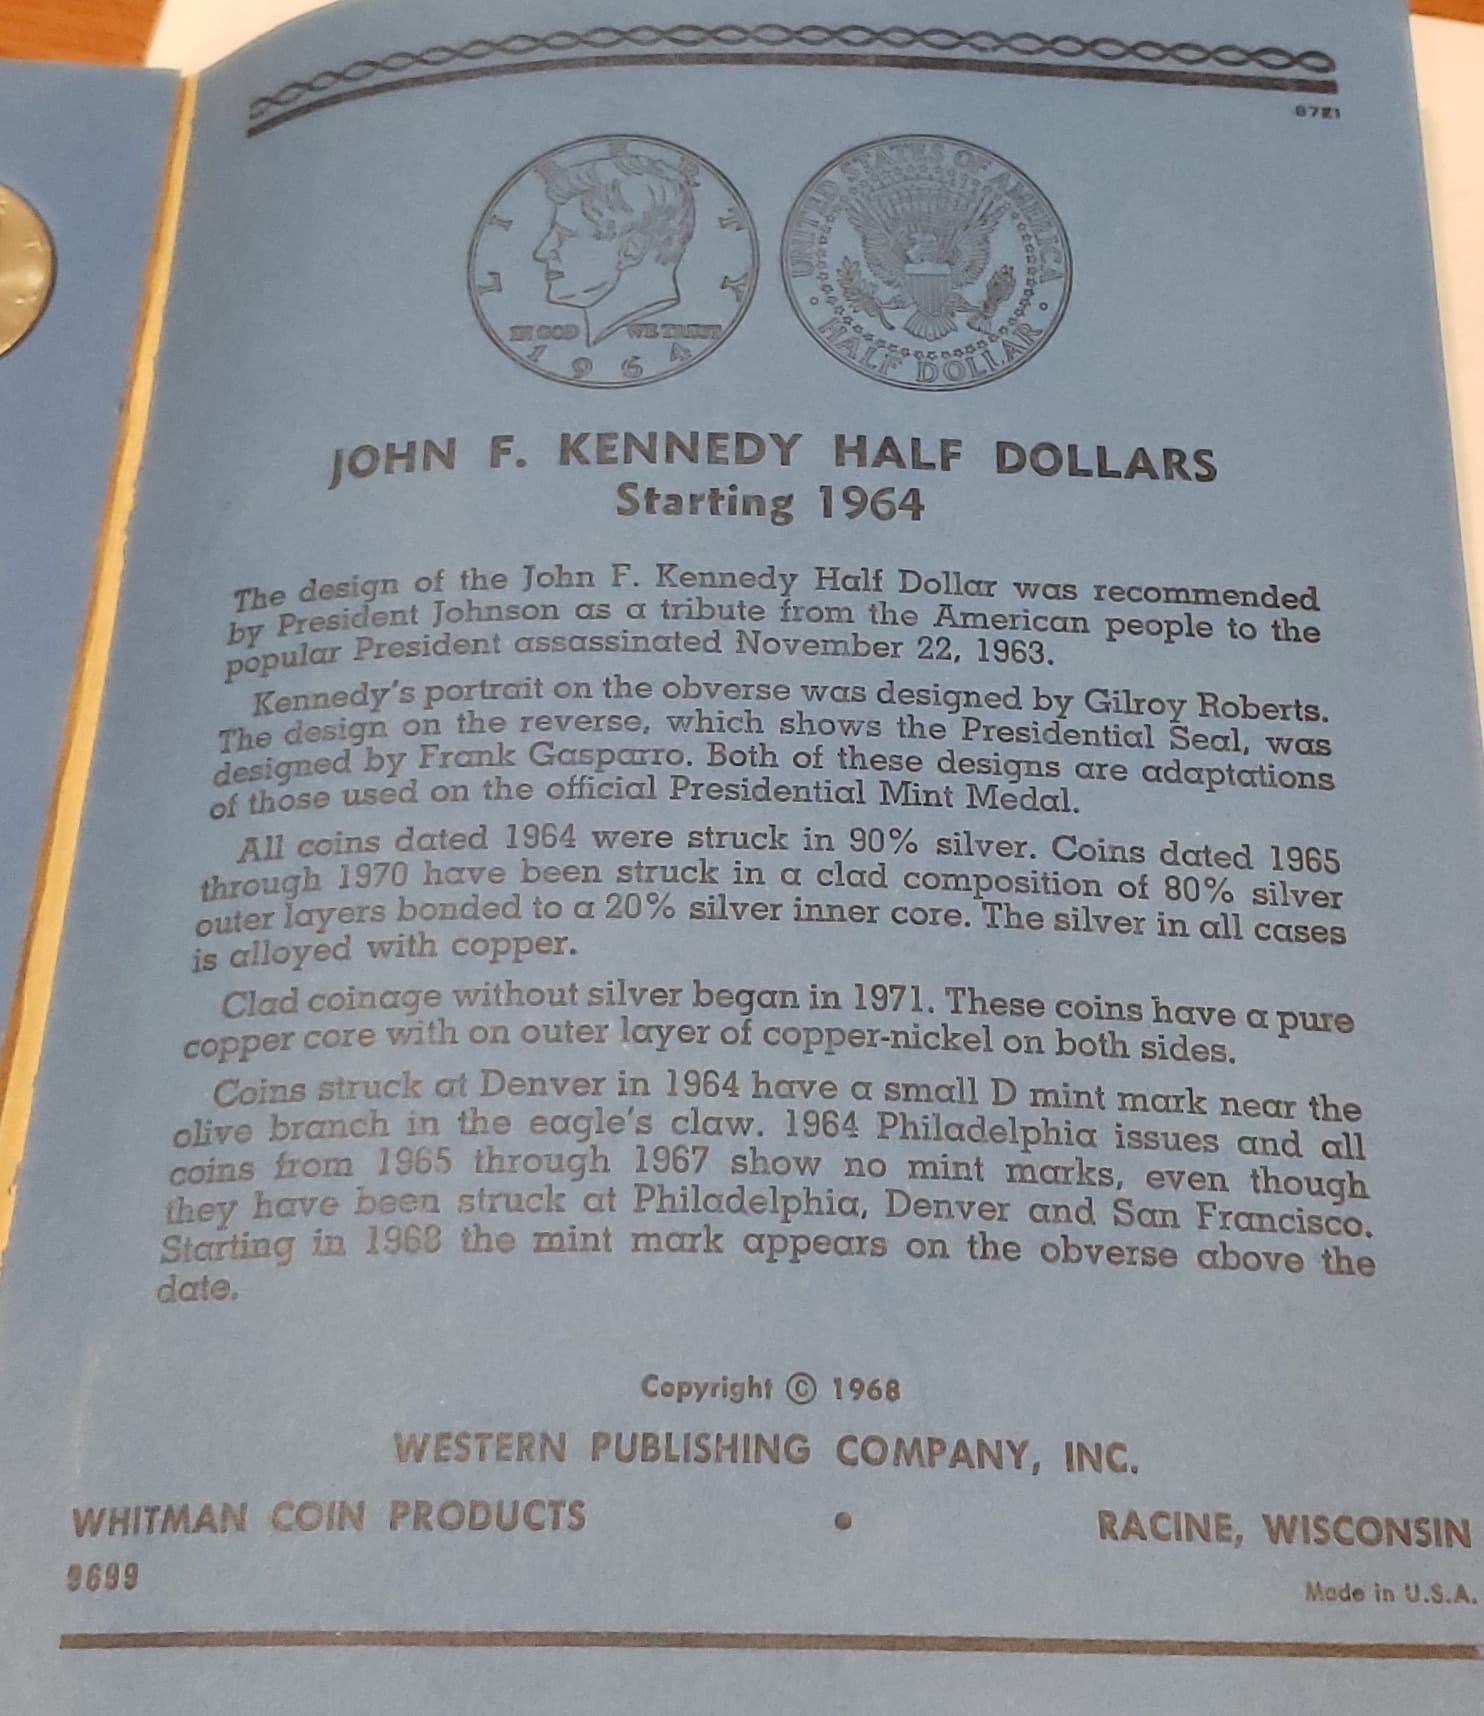 87E1
LIBERTY
IN GOD WE TRUST
1964
UNITED STATES OF AMERICA
HALF DOLLAR
JOHN F. KENNEDY HALF DOLLARS
Starting 1964
The design of the John F. Kennedy Half Dollar was recommended
by President Johnson as a tribute from the American people to the
popular President assassinated November 22, 1963.
Kennedy's portrait on the obverse was designed by Gilroy Roberts.
The design on the reverse, which shows the Presidential Seal, was
designed by Frank Gasparro. Both of these designs are adaptations
of those used on the official Presidential Mint Medal.
All coins dated 1964 were struck in 90% silver. Coins dated 1965
through 1970 have been struck in a clad composition of 80% silver
outer layers bonded to a 20% silver inner core. The silver in all cases
is alloyed with copper.
Clad coinage without silver began in 1971. These coins have a pure
copper core with on outer layer of copper-nickel on both sides.
Coins struck at Denver in 1964 have a small D mint mark near the
olive branch in the eagle's claw. 1964 Philadelphia issues and all
coins from 1965 through 1967 show no mint marks, even though
they have been struck at Philadelphia, Denver and San Francisco.
Starting in 1968 the mint mark appears on the obverse above the
date.
Copyright © 1968
WESTERN PUBLISHING COMPANY, INC.
WHITMAN COIN PRODUCTS • RACINE, WISCONSIN
9699
Made in U.S.A.